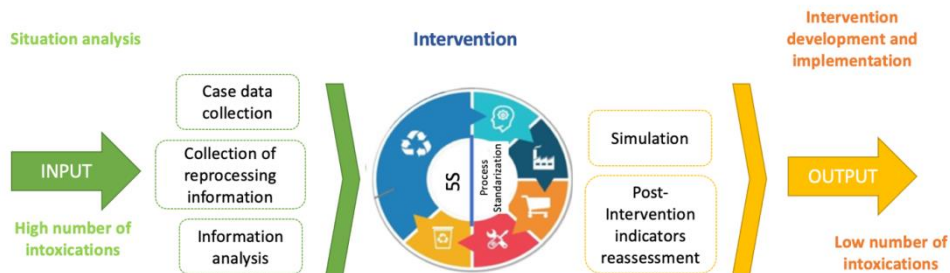 Situation analysis
Intervention
Intervention
development and
implementation
INPUT
High number of
intoxications
Case data
collection
Collection of
reprocessing
information
Information
analysis
5S
Process
Standarization
Simulation
Post-
Intervention
indicators
reassessment
OUTPUT
Low number of
intoxications